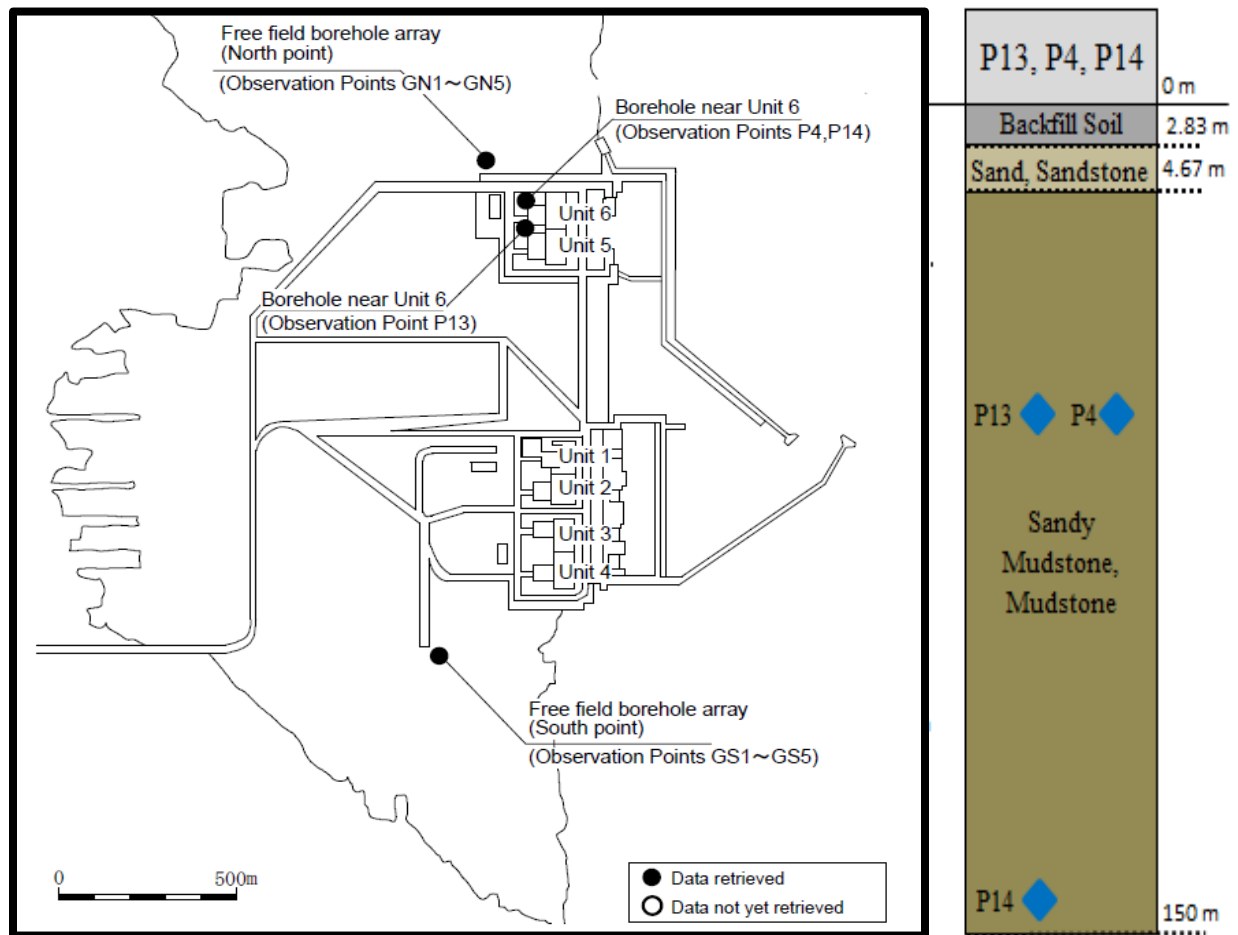 Free field borehole array
(North point)
(Observation Points GN1～GN5)
Borehole near Unit 6
(Observation Points P4,P14)
Unit 6
Unit 5
Borehole near Unit 6
(Observation Point P13)
Unit 1
Unit 2
Unit 3
Unit 4
Free field borehole array
(South point)
(Observation Points GS1～GS5)
0 500m
Data retrieved
Data not yet retrieved
P13, P4, P14
0 m
Backfill Soil 2.83 m
Sand, Sandstone 4.67 m
P13 P4
Sandy
Mudstone,
Mudstone
P14
150 m